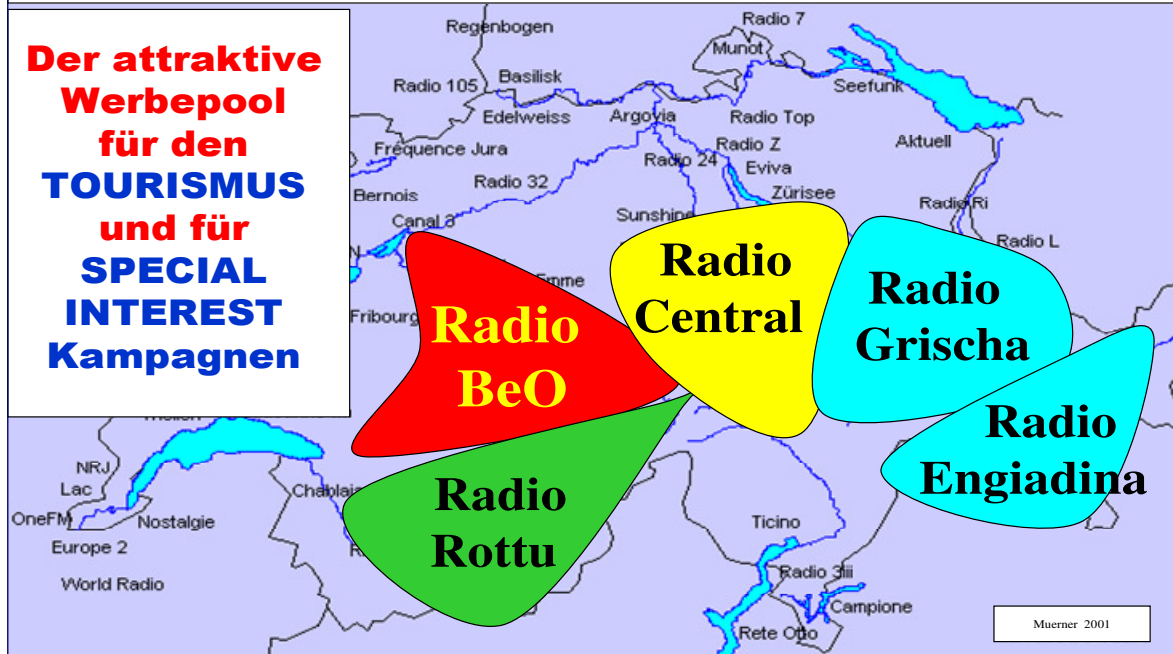 Der attraktive
Werbepool
für den
TOURISMUS
und für
SPECIAL
INTEREST
Kampagnen
Radio 7
Regenbogen
Munot
Basilisk
Radio 105
Seefunk
Edelweiss
Argovia
Radio Top
Aktuell
Fréquence Jura
Radio Z
Radio 24
Eviva
Radio 32
Bernois
Zürisee
Canal 3
Sunshine
Radio Ri
Radio L
Emme
Fribourg
Radio
Central
Radio
Grischa
Radio
BeO
Radio
Engiadina
Radio
Rottu
NRJ
Lac
OneFM
Nostalgie
Europe 2
World Radio
Ticino
Radio 3iii
Campione
Rete Otto
Muerner 2001